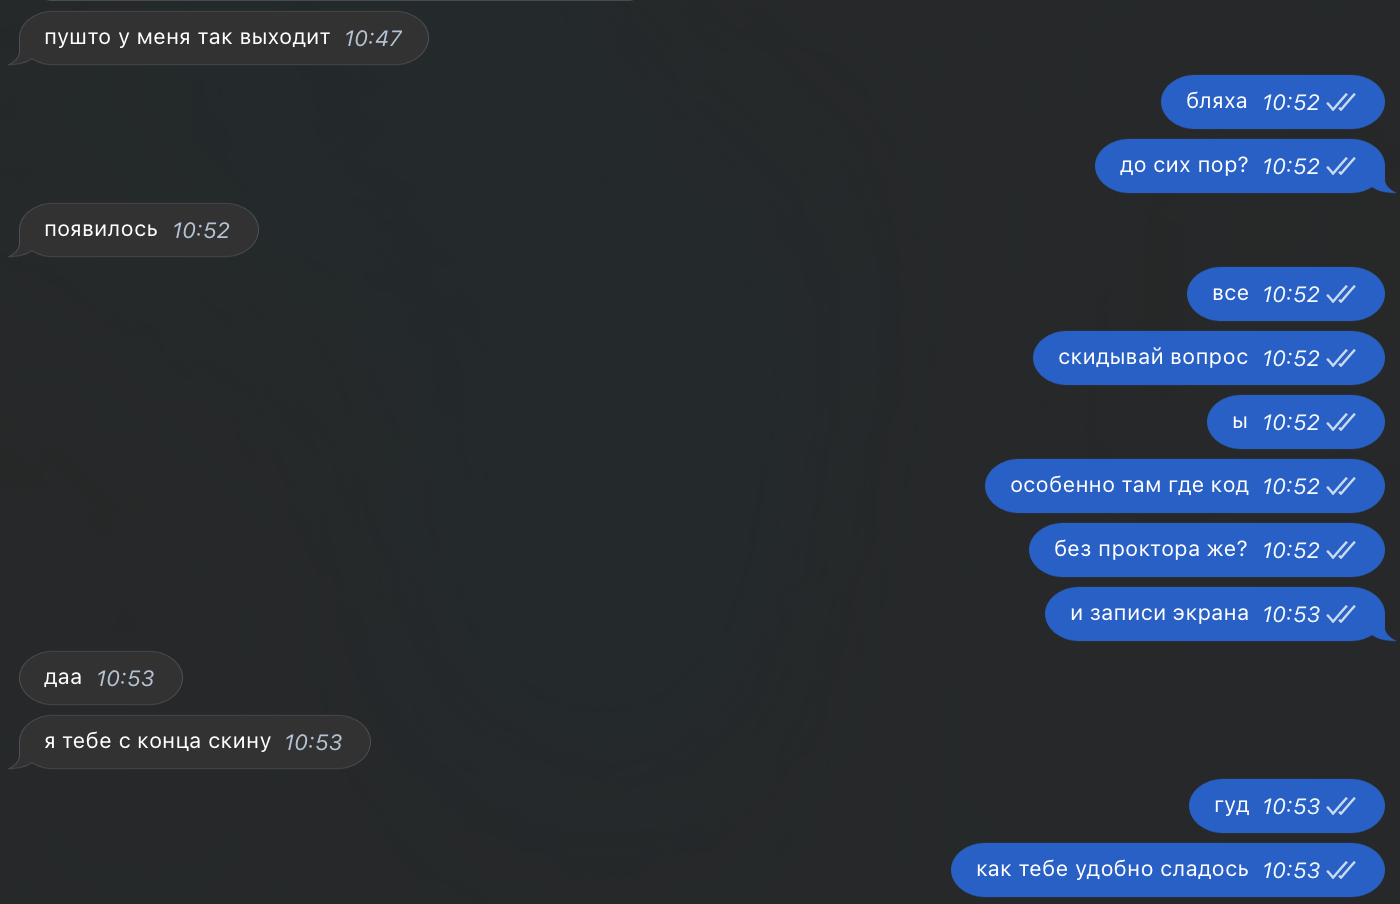 пушто у меня так выходит 10:47
бляха 10:52
до сих пор? 10:52
появилось 10:52
все 10:52
скидывай вопрос 10:52
ы 10:52
особенно там где код 10:52
без проктора же? 10:52
и записи экрана 10:53
даа 10:53
я тебе с конца скину 10:53
гуд 10:53
как тебе удобно сладось 10:53